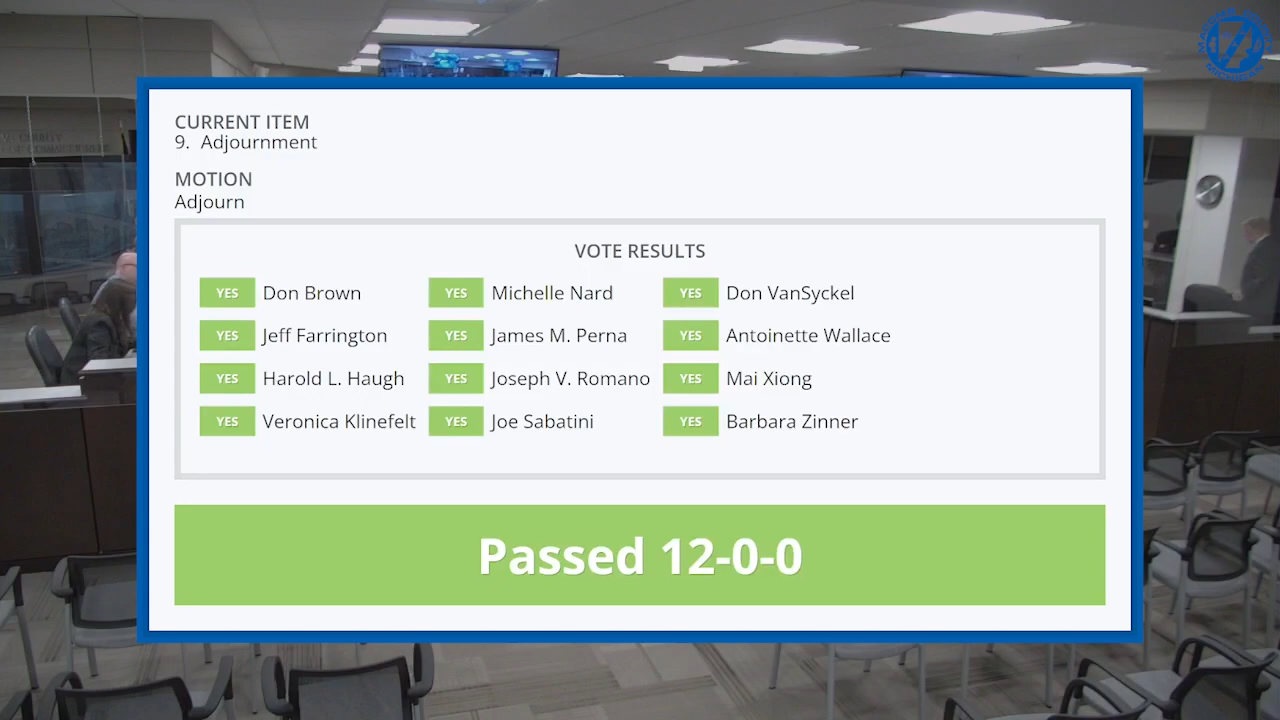 CURRENT ITEM
9. Adjournment
MOTION
Adjourn
VOTE RESULTS
YES Don Brown YES Michelle Nard YES Don VanSyckel
YES Jeff Farrington YES James M. Perna YES Antoinette Wallace
YES Harold L. Haugh YES Joseph V. Romano YES Mai Xiong
YES Veronica Klinefelt YES Joe Sabatini YES Barbara Zinner
Passed 12-0-0